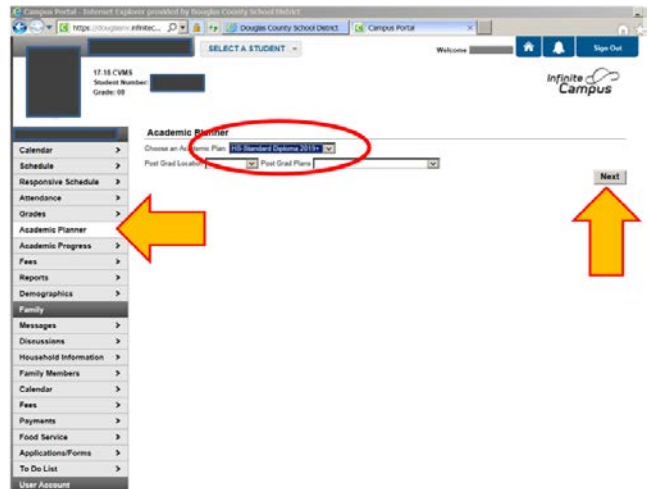 Campus Portal - Internet Explorer provided by Douglas County School District
Douglas County School District
Campus Portal
SELECT A STUDENT
Welcome
Sign Out
17-18 CVMS
Student Number:
Grade: 08
Infinite
Campus
Academic Planner
Choose an Academic Plan HS-Standard Diploma 2019+
Post Grad Location
Post Grad Plans
Next
Calendar
Schedule
Responsive Schedule
Attendance
Grades
Academic Planner
Academic Progress
Fees
Reports
Demographics
Family
Messages
Discussions
Household Information
Family Members
Calendar
Fees
Payments
Food Service
Applications/Forms
To Do List
User Account